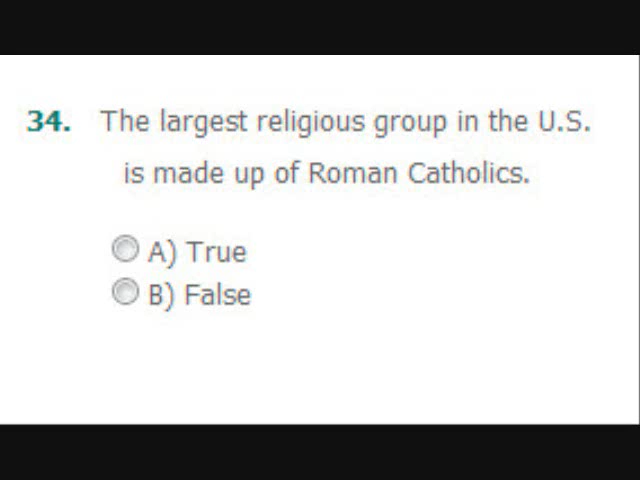 34. The largest religious group in the U.S.
is made up of Roman Catholics.
A) True
B) False